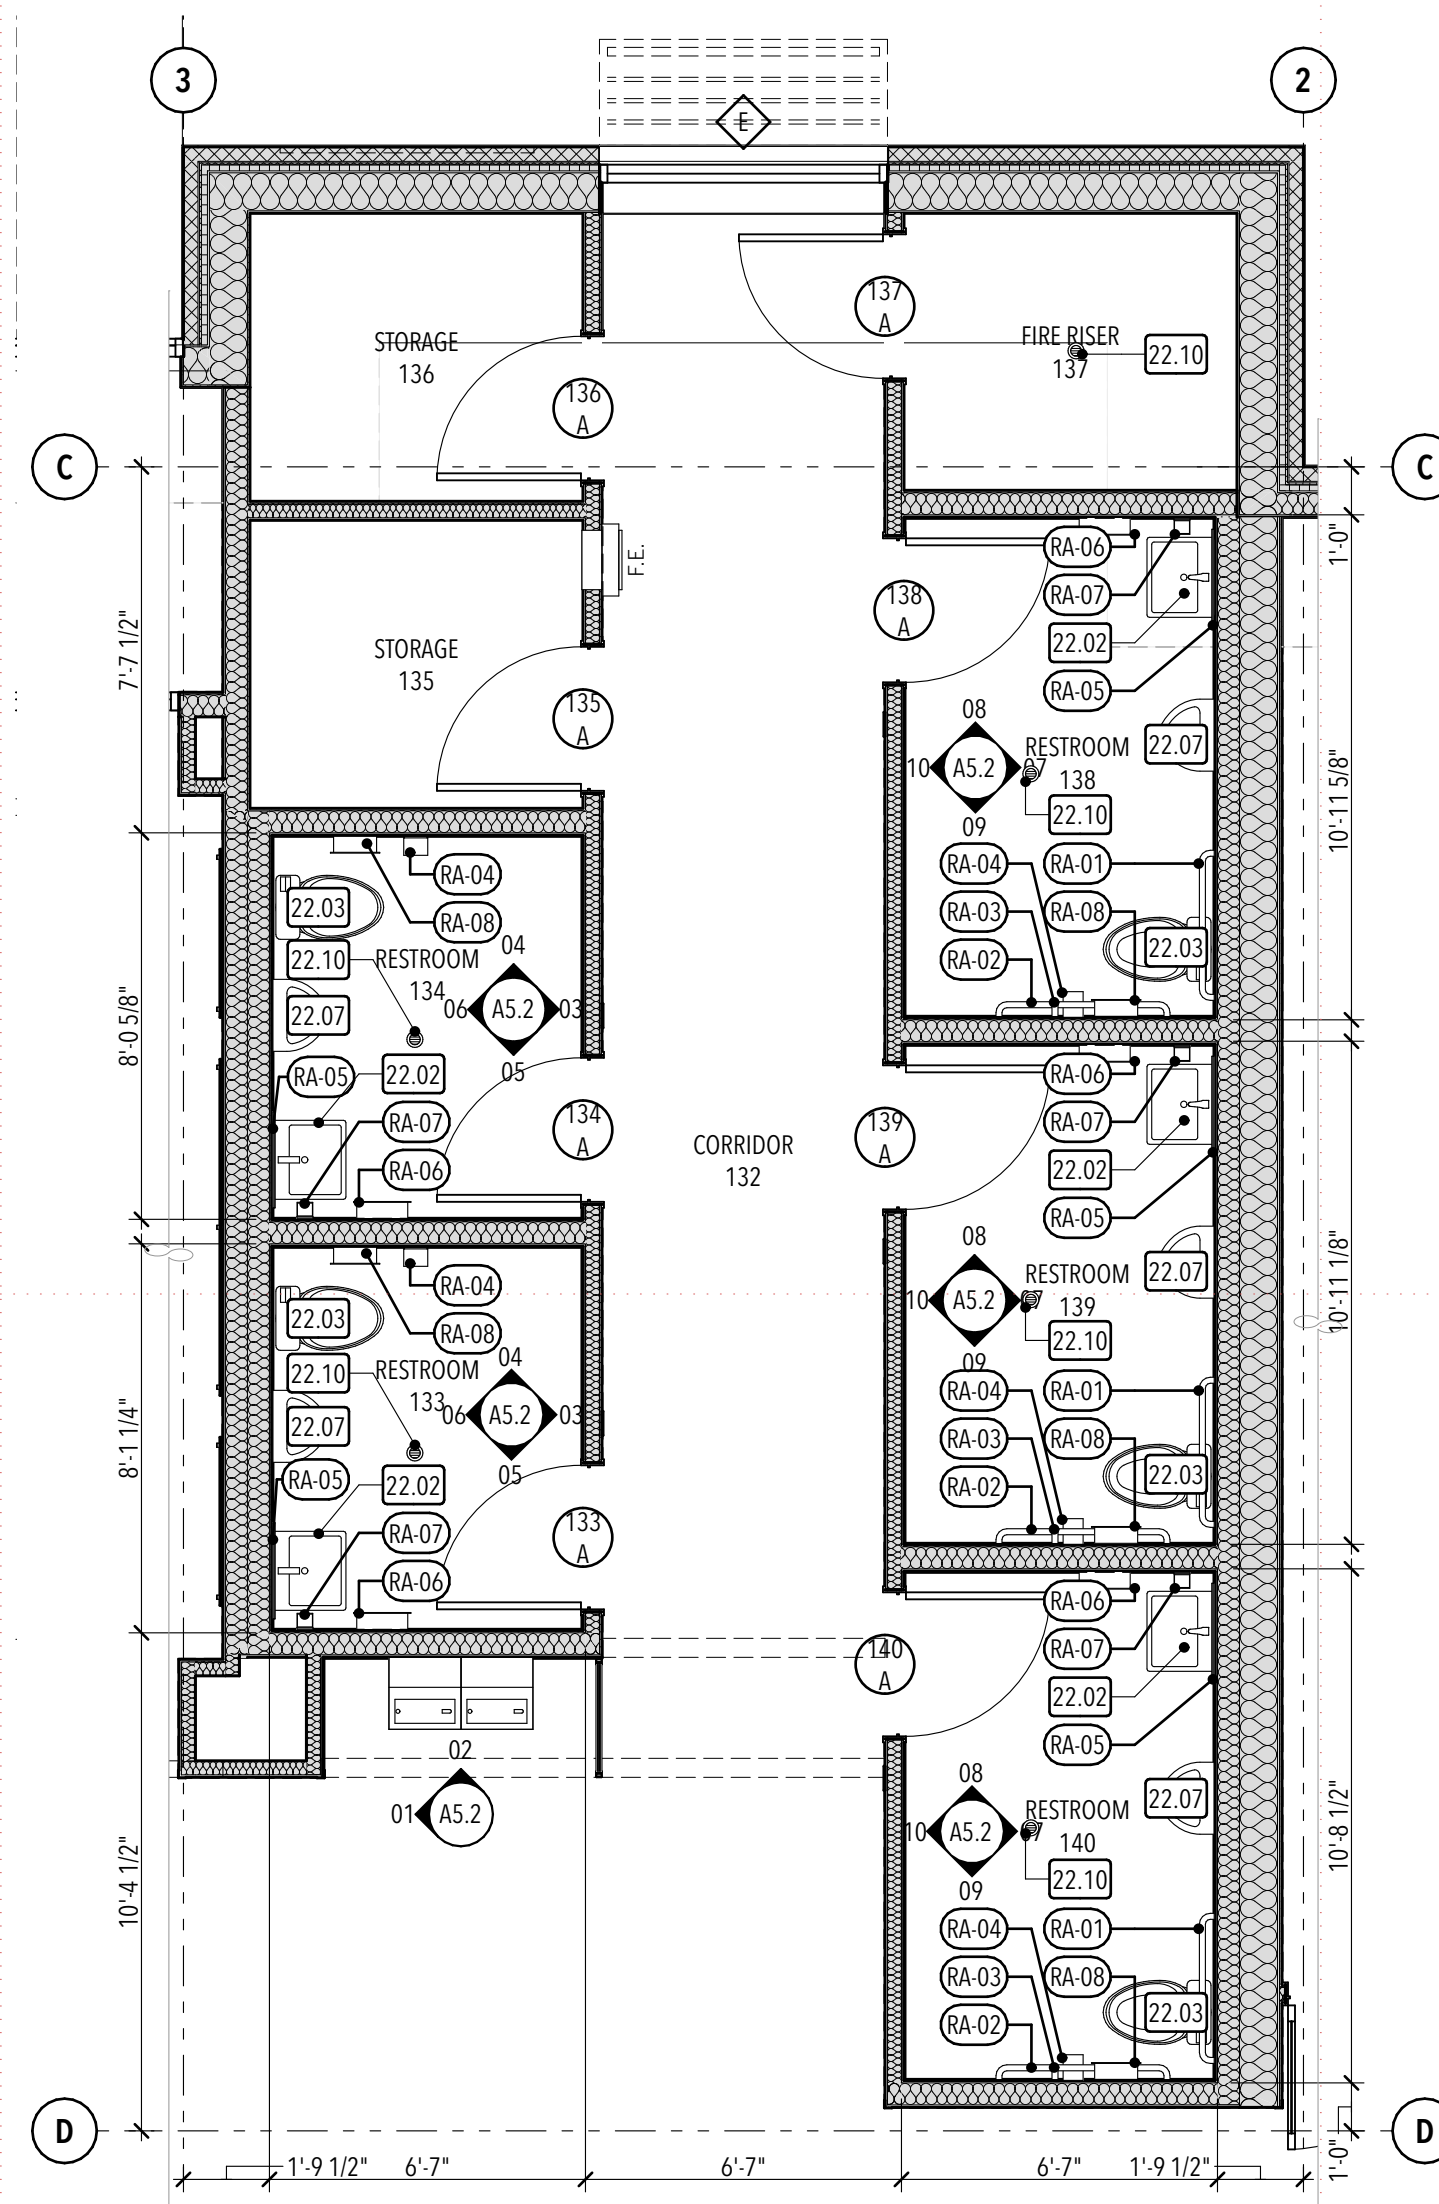 3
2
E
137
A
STORAGE
136
FIRE RISER
137
22.10
136
A
C
C
1'-0"
F.E.
RA-06
RA-07
138
A
22.02
7'-7 1/2"
STORAGE
135
RA-05
135
A
08
10
A5.2
07
RESTROOM
138
22.07
22.10
10'-11 5/8"
09
RA-04
RA-01
RA-03
RA-08
RA-02
22.03
RA-04
22.03
RA-08
04
22.10
RESTROOM
134
06
A5.2
03
22.07
05
8'-0 5/8"
RA-05
22.02
RA-07
RA-06
134
A
CORRIDOR
132
139
A
RA-06
RA-07
22.02
RA-05
08
10
A5.2
07
RESTROOM
139
22.07
22.10
10'-11 1/8"
09
RA-04
RA-01
RA-03
RA-08
RA-02
22.03
RA-04
22.03
RA-08
04
22.10
RESTROOM
133
06
A5.2
03
22.07
05
8'-1 1/4"
RA-05
22.02
RA-07
RA-06
133
A
140
A
RA-06
RA-07
22.02
RA-05
02
01
A5.2
08
10
A5.2
07
RESTROOM
140
22.07
22.10
10'-8 1/2"
09
RA-04
RA-01
RA-03
RA-08
RA-02
22.03
10'-4 1/2"
D
D
1'-9 1/2"
6'-7"
6'-7"
6'-7"
1'-9 1/2"
1'-0"